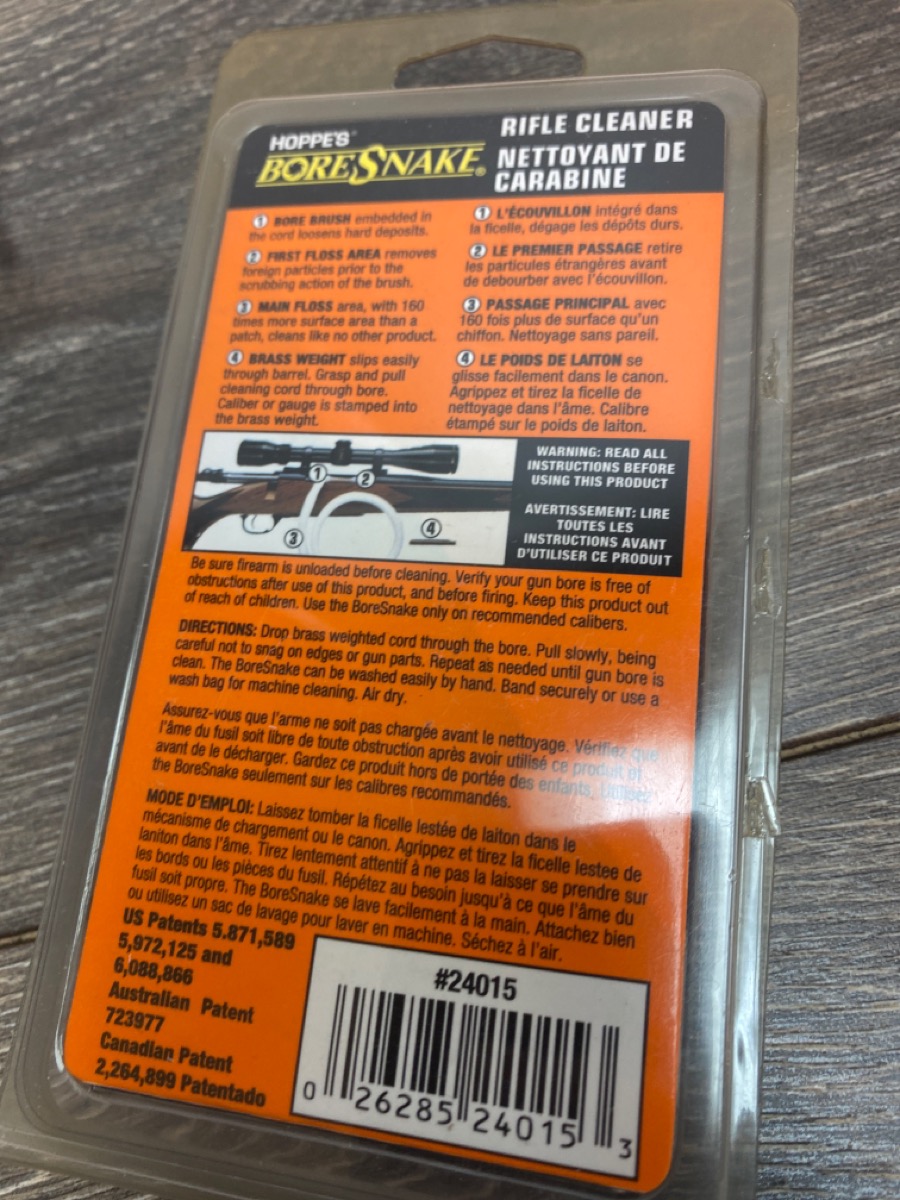 HOPPE'S
BORESNAKE®
RIFLE CLEANER
NETTOYANT DE
CARABINE
① BORE BRUSH embedded in
the cord loosens hard deposits.
② FIRST FLOSS AREA removes
foreign particles prior to the
scrubbing action of the brush.
③ MAIN FLOSS area, with 160
times more surface area than a
patch, cleans like no other product.
④ BRASS WEIGHT slips easily
through barrel. Grasp and pull
cleaning cord through bore.
Caliber or gauge is stamped into
the brass weight.
① L'ÉCOUVILLON intégré dans
la ficelle, dégage les dépôts durs.
② LE PREMIER PASSAGE retire
les particules étrangères avant
de debourber avec l'écouvillon.
③ PASSAGE PRINCIPAL avec
160 fois plus de surface qu'un
chiffon. Nettoyage sans pareil.
④ LE POIDS DE LAITON se
glisse facilement dans le canon.
Agrippez et tirez la ficelle de
nettoyage dans l'âme. Calibre
étampé sur le poids de laiton.
① ②
③ ④
WARNING: READ ALL
INSTRUCTIONS BEFORE
USING THIS PRODUCT
AVERTISSEMENT: LIRE
TOUTES LES
INSTRUCTIONS AVANT
D'UTILISER CE PRODUIT
Be sure firearm is unloaded before cleaning. Verify your gun bore is free of
obstructions after use of this product, and before firing. Keep this product out
of reach of children. Use the BoreSnake only on recommended calibers.
DIRECTIONS: Drop brass weighted cord through the bore. Pull slowly, being
careful not to snag on edges or gun parts. Repeat as needed until gun bore is
clean. The BoreSnake can be washed easily by hand. Band securely or use a
wash bag for machine cleaning. Air dry.
Assurez-vous que l'arme ne soit pas chargée avant le nettoyage. Vérifiez que
l'âme du fusil soit libre de toute obstruction après avoir utilisé ce produit et
avant de le décharger. Gardez ce produit hors de portée des enfants. Utilisez
the BoreSnake seulement sur les calibres recommandés.
MODE D'EMPLOI: Laissez tomber la ficelle lestée de laiton dans le
mécanisme de chargement ou le canon. Agrippez et tirez la ficelle lestee de
laniton dans l'âme. Tirez lentement attentif à ne pas la laisser se prendre sur
les bords ou les pièces du fusil. Répétez au besoin jusqu'à ce que l'âme du
fusil soit propre. The BoreSnake se lave facilement à la main. Attachez bien
ou utilisez un sac de lavage pour laver en machine. Séchez à l'air.
US Patents 5.871,589
5,972,125 and
6,088,866
Australian Patent
723977
Canadian Patent
2,264,899 Patentado
#24015
0 26285 24015 3